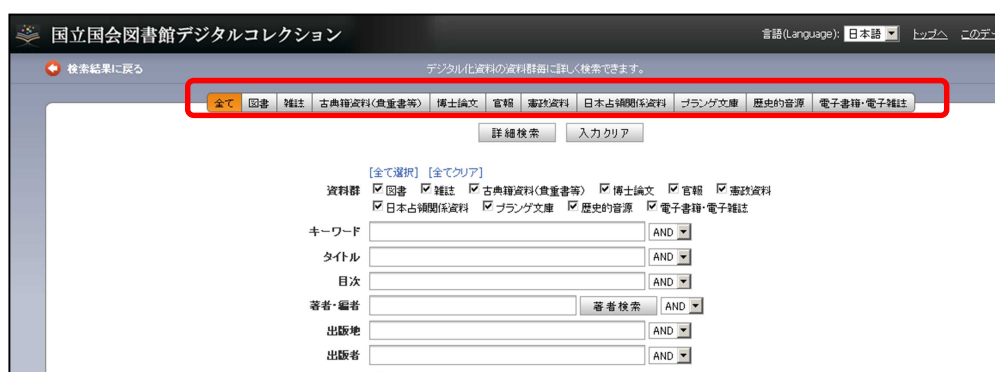 国立国会図書館デジタルコレクション 言語(Language): 日本語 トップへ このデー
検索結果に戻る デジタル化資料の資料群毎に詳しく検索できます。
全て 図書 雑誌 古典籍資料(貴重書等) 博士論文 官報 憲政資料 日本占領関係資料 プランゲ文庫 歴史的音源 電子書籍・電子雑誌
詳細検索 入力クリア
[全て選択] [全てクリア]
資料群 図書 雑誌 古典籍資料(貴重書等) 博士論文 官報 憲政資料
日本占領関係資料 プランゲ文庫 歴史的音源 電子書籍・電子雑誌
キーワード AND
タイトル AND
目次 AND
著者・編者 著者検索 AND
出版地 AND
出版者 AND